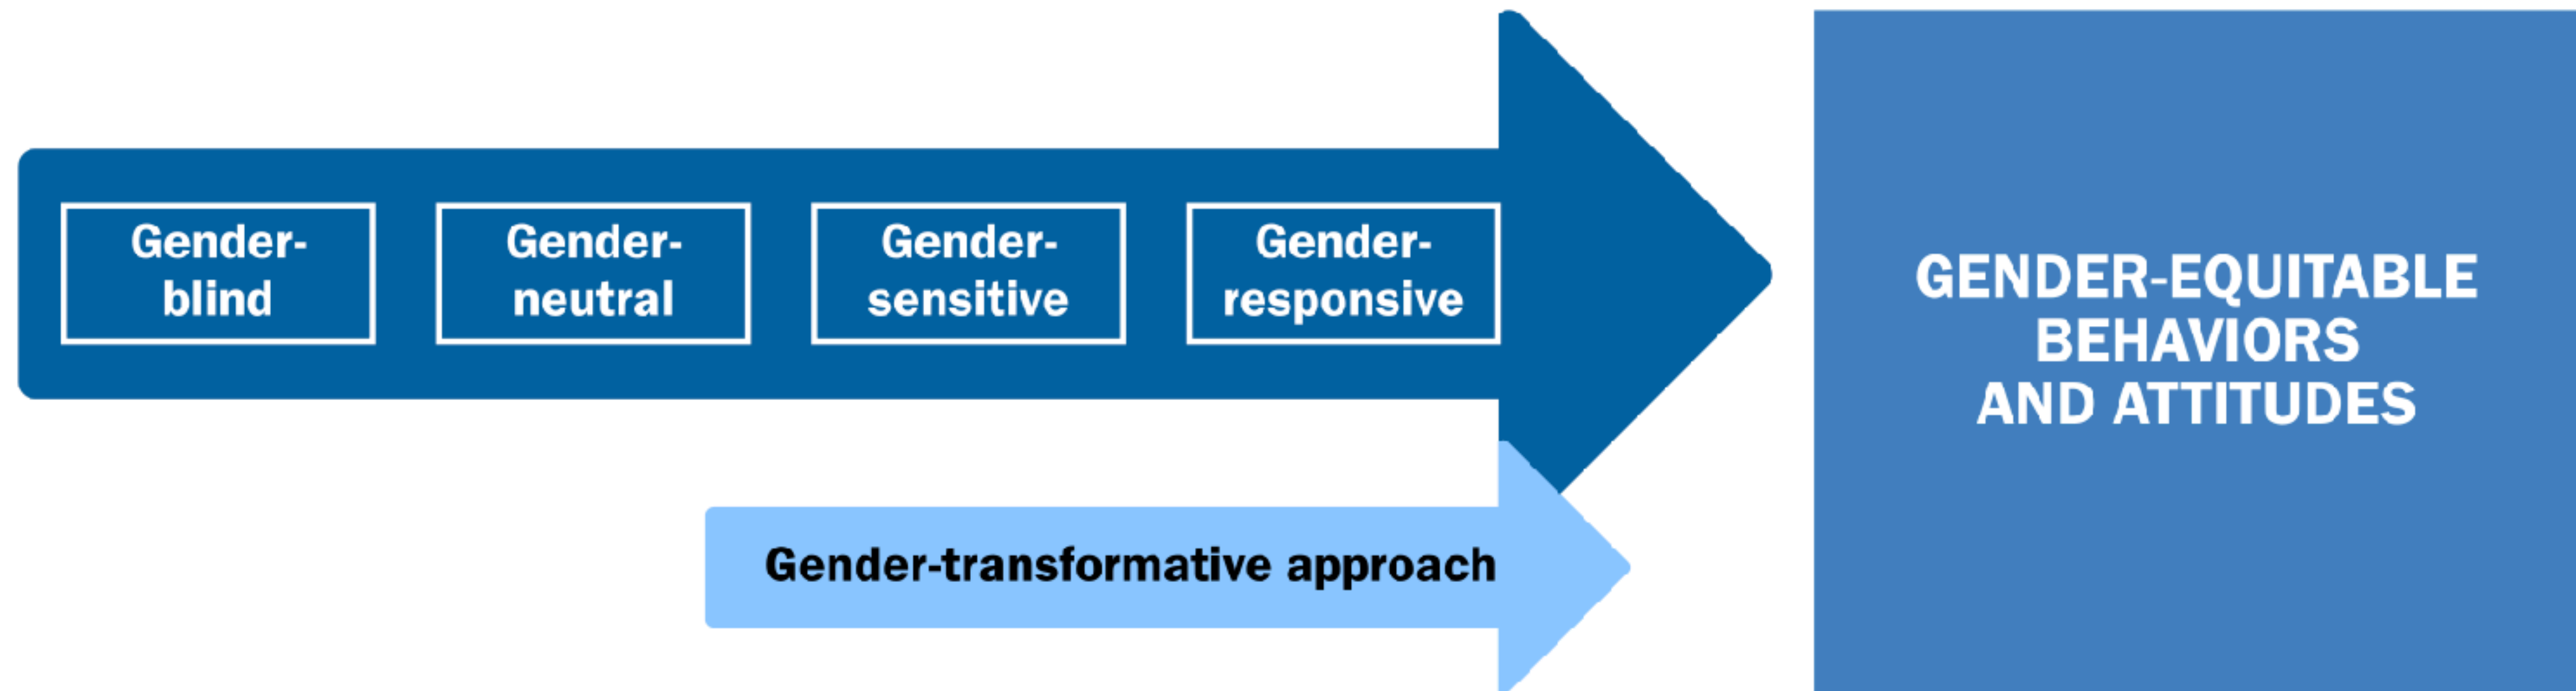 Gender-
blind
Gender-
neutral
Gender-
sensitive
Gender-
responsive
Gender-transformative approach
GENDER-EQUITABLE
BEHAVIORS
AND ATTITUDES